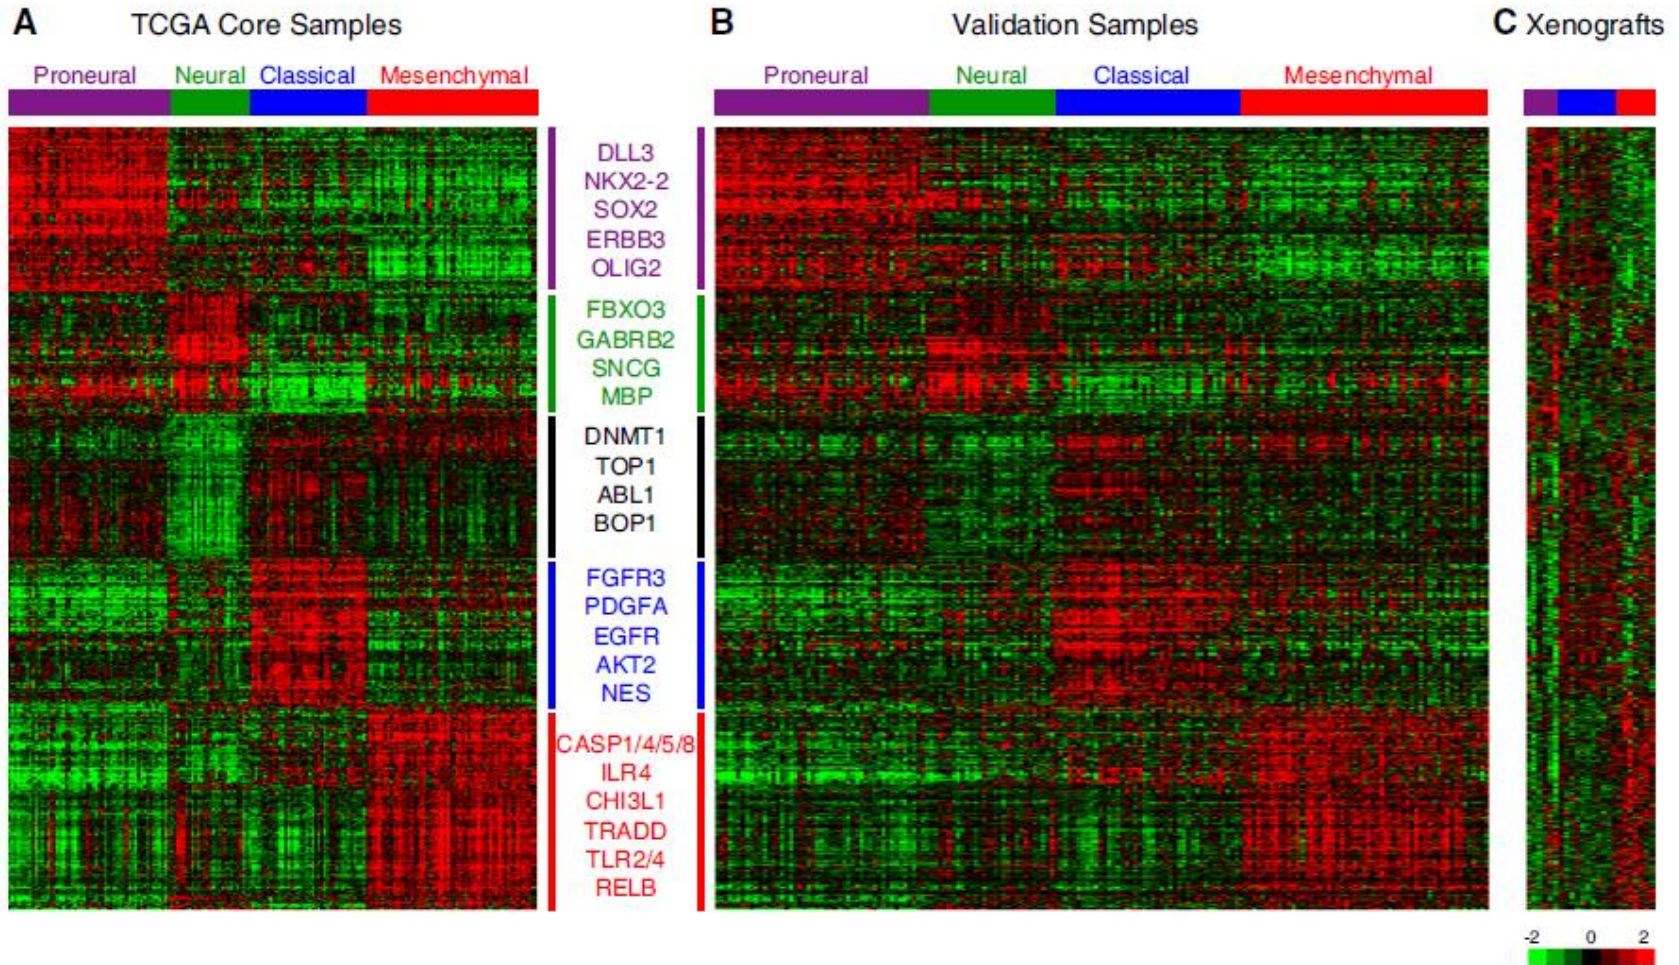 A TCGA Core Samples B Validation Samples C Xenografts
Proneural Neural Classical Mesenchymal Proneural Neural Classical Mesenchymal
DLL3
NKX2-2
SOX2
ERBB3
OLIG2
FBXO3
GABRB2
SNCG
MBP
DNMT1
TOP1
ABL1
BOP1
FGFR3
PDGFA
EGFR
AKT2
NES
CASP1/4/5/8
ILR4
CHI3L1
TRADD
TLR2/4
RELB
-2 0 2